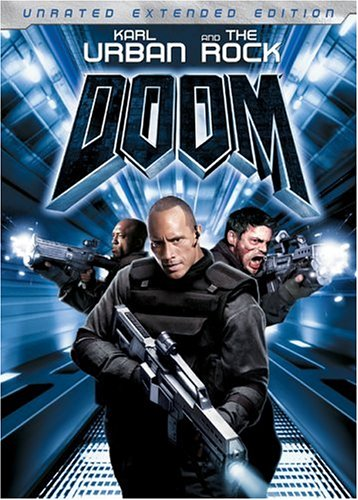 UNRATED EXTENDED EDITION
KARL URBAN AND THE ROCK
DOOM